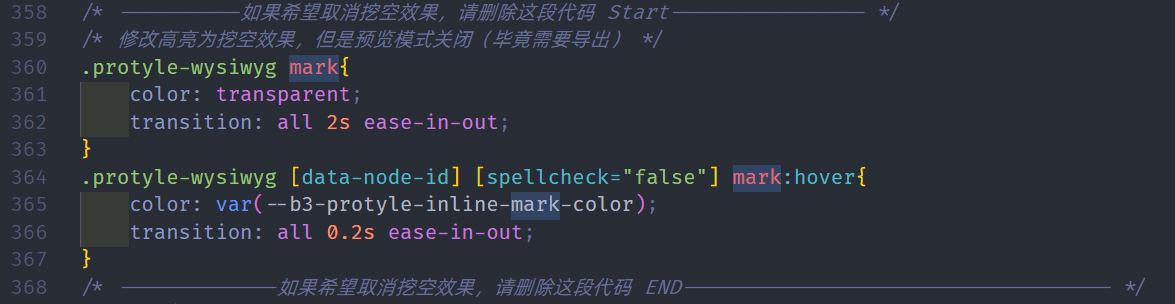 358 /* ——————————如果希望取消挖空效果，请删除这段代码 Start———————————————— */
359 /* 修改高亮为挖空效果，但是预览模式关闭（毕竟需要导出） */
360 .protyle-wysiwyg mark{
361 color: transparent;
362 transition: all 2s ease-in-out;
363 }
364 .protyle-wysiwyg [data-node-id] [spellcheck="false"] mark:hover{
365 color: var(--b3-protyle-inline-mark-color);
366 transition: all 0.2s ease-in-out;
367 }
368 /* —————————————如果希望取消挖空效果，请删除这段代码 END——————————————————————————————————— */